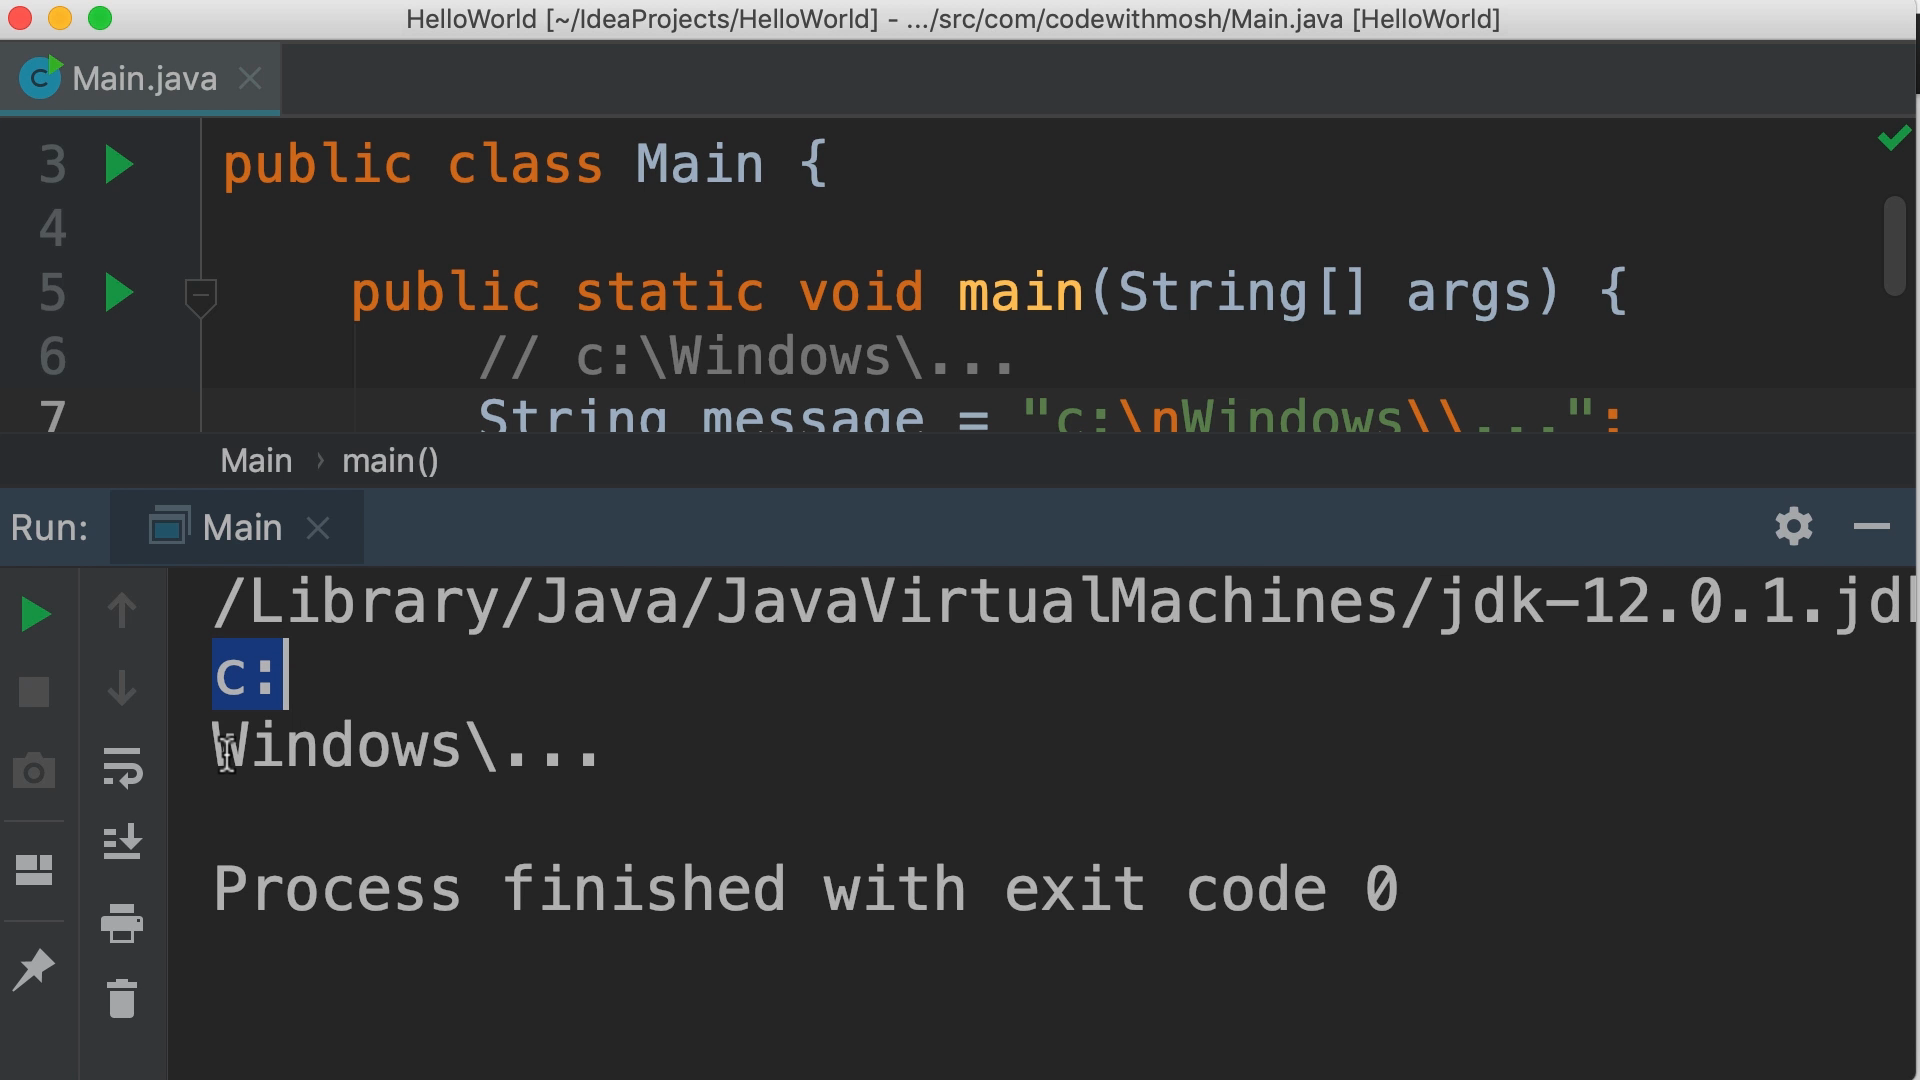 HelloWorld [~/IdeaProjects/HelloWorld] - .../src/com/codewithmosh/Main.java [HelloWorld]
Main.java
3 public class Main {
4
5 public static void main(String[] args) {
6 // c:\Windows\...
7 String message = "c:\nWindows\\...";
Main › main()
Run: Main
/Library/Java/JavaVirtualMachines/jdk-12.0.1.jd
c:
Windows\...
Process finished with exit code 0